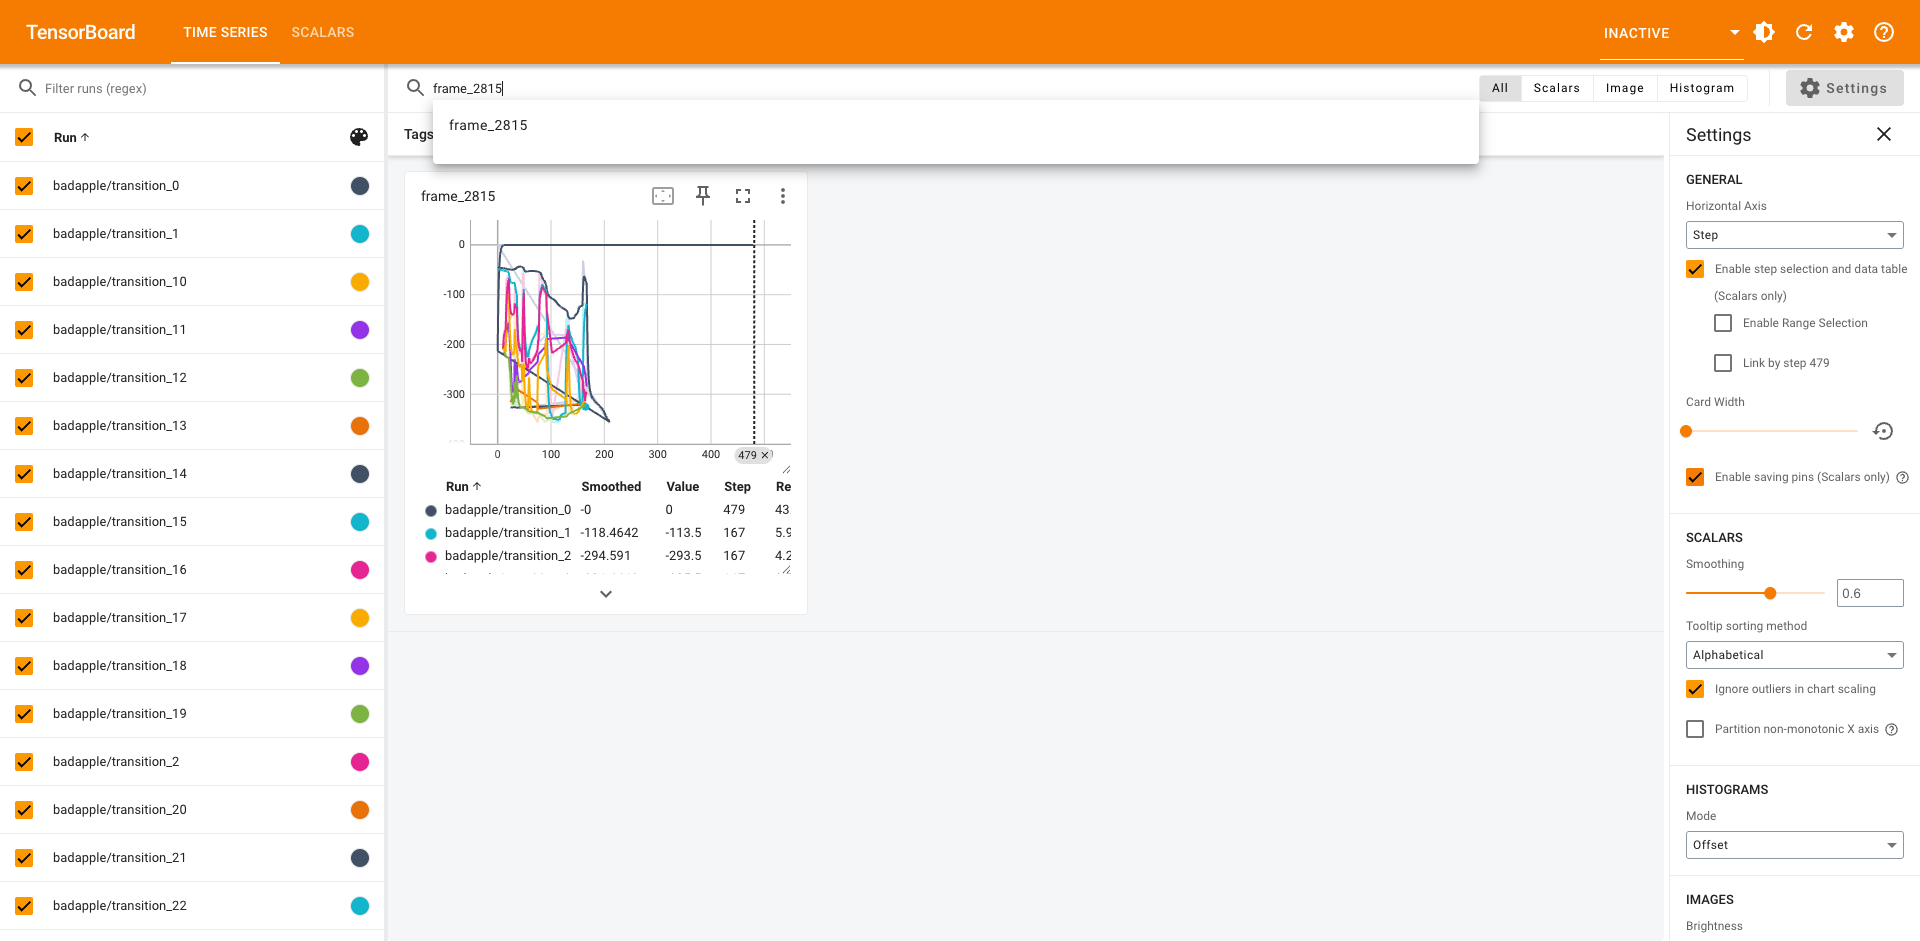 TensorBoard
TIME SERIES
SCALARS
INACTIVE
Filter runs (regex)
frame_2815
All
Scalars
Image
Histogram
Settings
Run
badapple/transition_0
badapple/transition_1
badapple/transition_10
badapple/transition_11
badapple/transition_12
badapple/transition_13
badapple/transition_14
badapple/transition_15
badapple/transition_16
badapple/transition_17
badapple/transition_18
badapple/transition_19
badapple/transition_2
badapple/transition_20
badapple/transition_21
badapple/transition_22
Tags
frame_2815
frame_2815
0
-100
-200
-300
0 100 200 300 400 479
Run Smoothed Value Step Re
badapple/transition_0 -0 0 479 43.
badapple/transition_1 -118.4642 -113.5 167 5.9
badapple/transition_2 -294.591 -293.5 167 4.2
Settings
GENERAL
Horizontal Axis
Step
Enable step selection and data table
(Scalars only)
Enable Range Selection
Link by step 479
Card Width
Enable saving pins (Scalars only)
SCALARS
Smoothing
0.6
Tooltip sorting method
Alphabetical
Ignore outliers in chart scaling
Partition non-monotonic X axis
HISTOGRAMS
Mode
Offset
IMAGES
Brightness